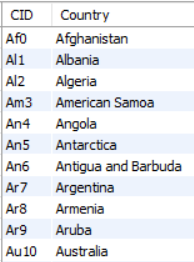 CID Country
Af0 Afghanistan
Al1 Albania
Al2 Algeria
Am3 American Samoa
An4 Angola
An5 Antarctica
An6 Antigua and Barbuda
Ar7 Argentina
Ar8 Armenia
Ar9 Aruba
Au10 Australia